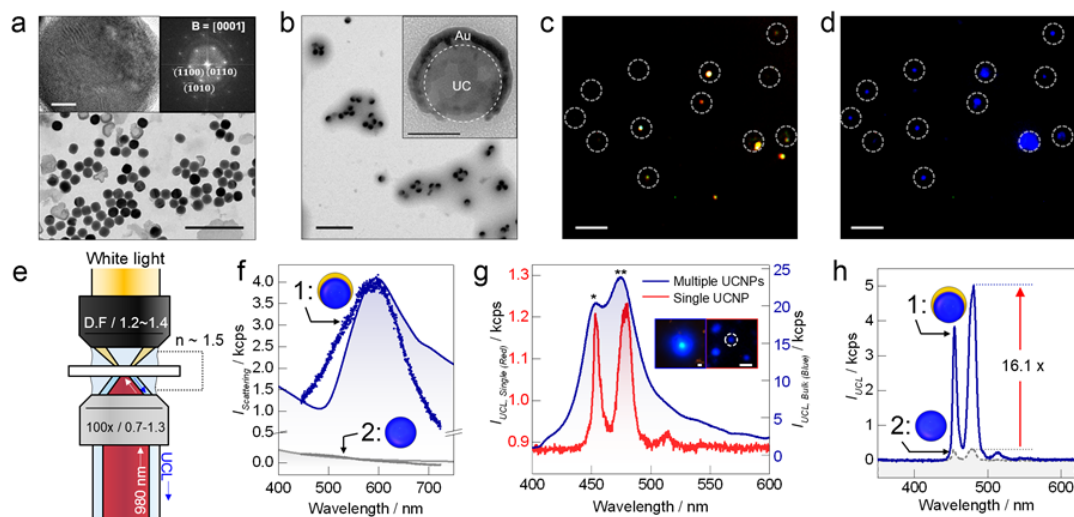 a
B = [0001]
(1100) (0110)
(1010)
b
Au
UC
c
d
e
White light
D.F / 1.2~1.4
n ~ 1.5
100x / 0.7-1.3
980 nm
UCL
f
I Scattering / kcps
4.0
3.5
3.0
2.5
2.0
1.5
1.0
0.5
0.0
1:
2:
400 500 600 700
Wavelength / nm
g
I UCL, Single (Red) / kcps
1.3
1.2
1.1
1.0
0.9
*
**
Multiple UCNPs
Single UCNP
25
20
15
10
5
0
I UCL, Bulk (Blue) / kcps
400 450 500 550 600
Wavelength / nm
h
I UCL / kcps
5
4
3
2
1
0
1:
2:
16.1 x
400 500 600
Wavelength / nm